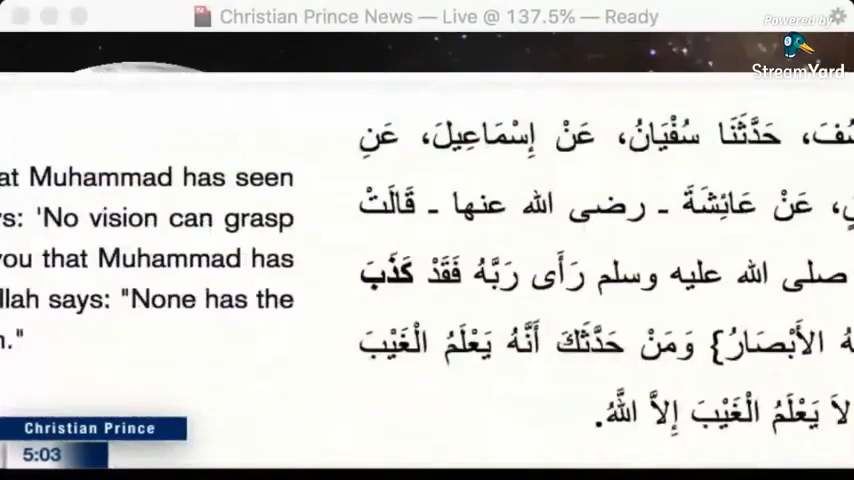 Christian Prince News — Live @ 137.5% — Ready
Powered by
StreamYard
at Muhammad has seen
s: 'No vision can grasp
you that Muhammad has
llah says: "None has the
."
سُفَ، حَدَّثَنَا سُفْيَانُ، عَنْ إِسْمَاعِيلَ، عَنِ
عَنْ عَائِشَةَ ـ رضى الله عنها ـ قَالَتْ
صلى الله عليه وسلم رَأَى رَبَّهُ فَقَدْ كَذَبَ
هُ الأَبْصَارُ} وَمَنْ حَدَّثَكَ أَنَّهُ يَعْلَمُ الْغَيْبَ
لاَ يَعْلَمُ الْغَيْبَ إِلاَّ اللَّهُ‏.
Christian Prince
5:03